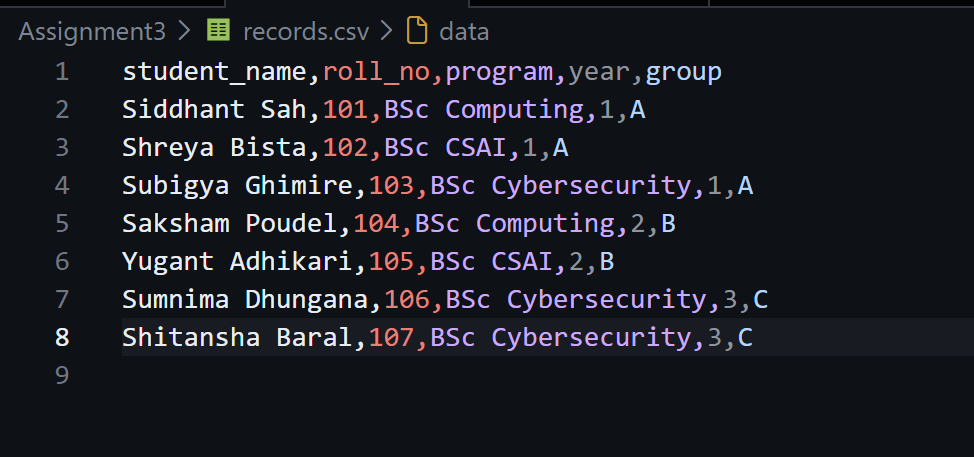 Assignment3 > records.csv > data
1 student_name,roll_no,program,year,group
2 Siddhant Sah,101,BSc Computing,1,A
3 Shreya Bista,102,BSc CSAI,1,A
4 Subigya Ghimire,103,BSc Cybersecurity,1,A
5 Saksham Poudel,104,BSc Computing,2,B
6 Yugant Adhikari,105,BSc CSAI,2,B
7 Sumnima Dhungana,106,BSc Cybersecurity,3,C
8 Shitansha Baral,107,BSc Cybersecurity,3,C
9